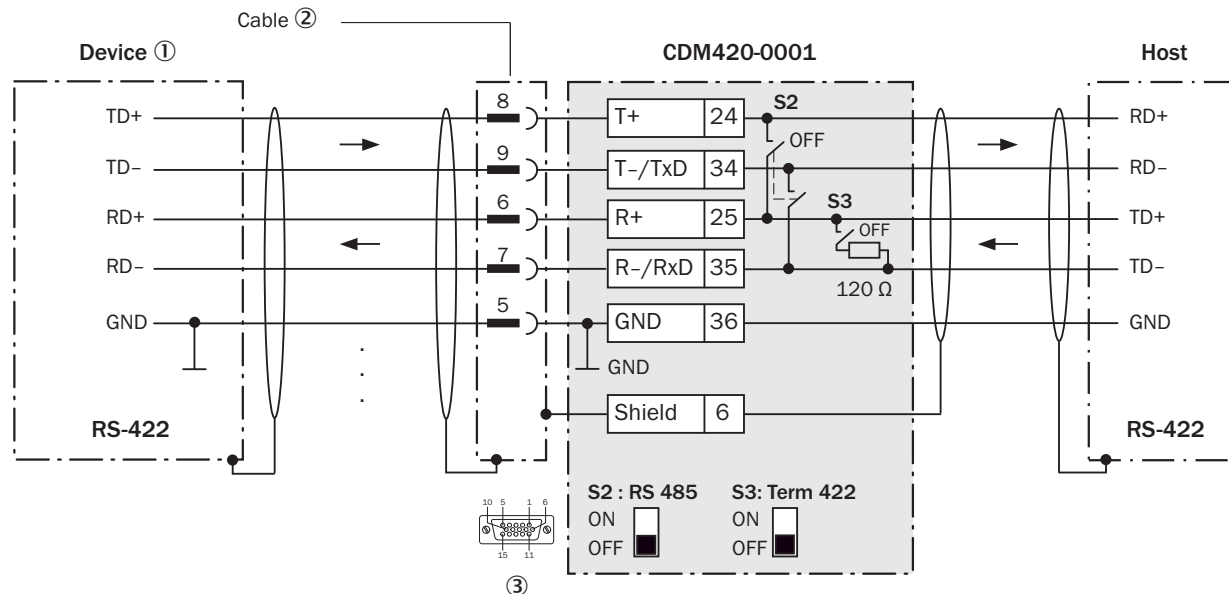 Cable ②
Device ①
CDM420-0001
Host
TD+
8
T+ 24
S2
RD+
OFF
TD–
9
T–/TxD 34
RD–
RD+
6
R+ 25
S3
TD+
OFF
RD–
7
R–/RxD 35
TD–
120 Ω
GND
5
GND 36
GND
GND
Shield 6
RS-422
RS-422
S2 : RS 485
S3: Term 422
ON
ON
OFF
OFF
10 5 1 6
15 11
③